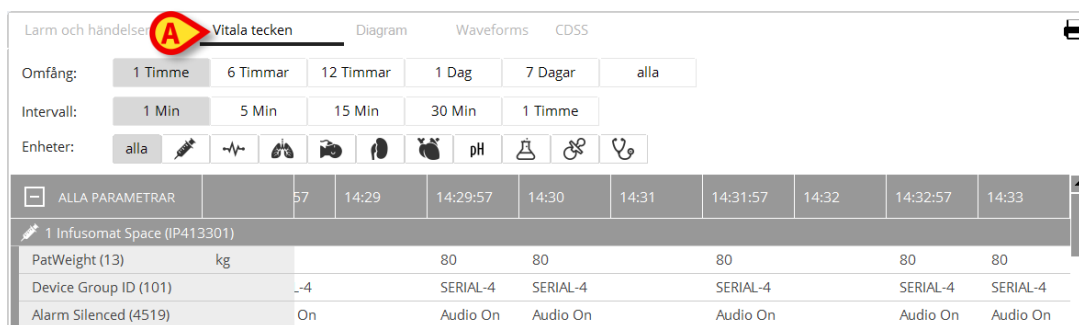 Larm och händelser Vitala tecken Diagram Waveforms CDSS
A
Omfång: 1 Timme 6 Timmar 12 Timmar 1 Dag 7 Dagar alla
Intervall: 1 Min 5 Min 15 Min 30 Min 1 Timme
Enheter: alla pH
ALLA PARAMETRAR 57 14:29 14:29:57 14:30 14:31 14:31:57 14:32 14:32:57 14:33
1 Infusomat Space (IP413301)
PatWeight (13) kg 80 80 80 80 80
Device Group ID (101) L-4 SERIAL-4 SERIAL-4 SERIAL-4 SERIAL-4 SERIAL-4
Alarm Silenced (4519) On Audio On Audio On Audio On Audio On Audio On